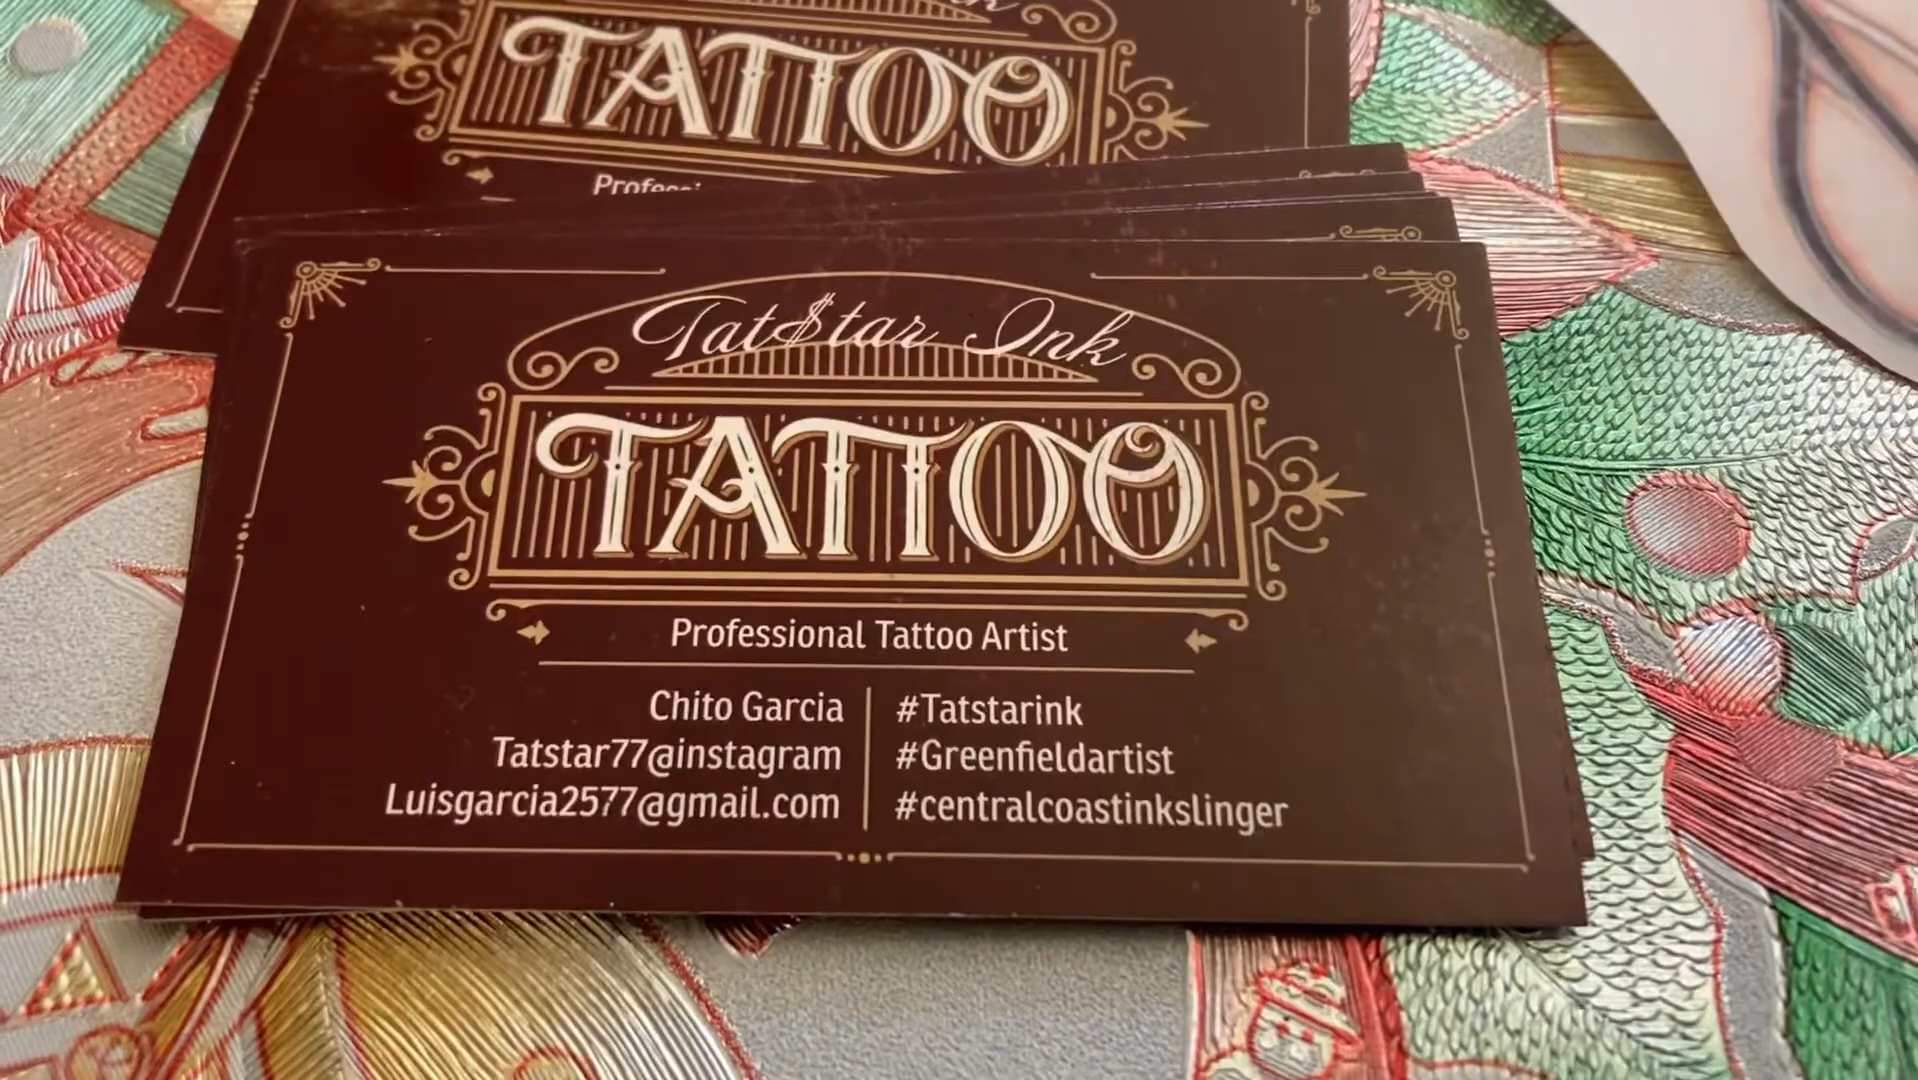 TATTOO
Tat$tar Ink
TATTOO
Professional Tattoo Artist
Chito Garcia
Tatstar77@instagram
Luisgarcia2577@gmail.com
#Tatstarink
#Greenfieldartist
#centralcoastinkslinger